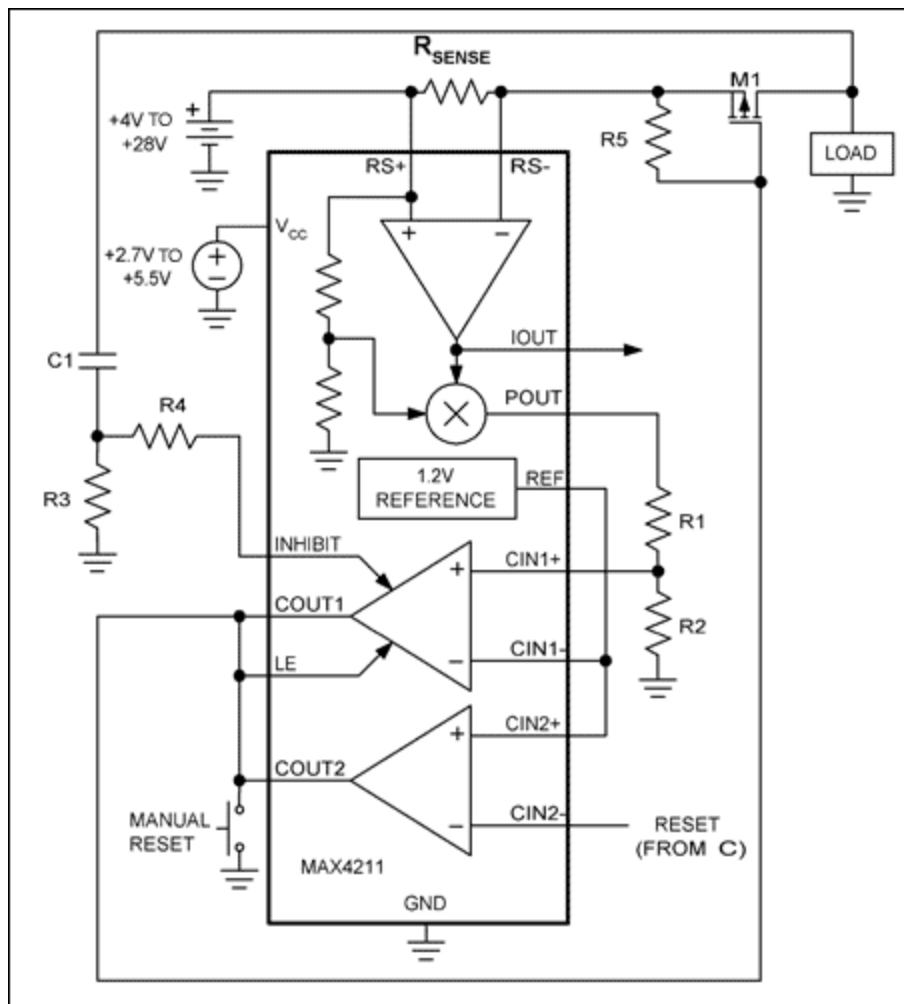 RSENSE
M1
+
+4V TO
+28V
R5
LOAD
RS+
RS-
VCC
+
−
+2.7V TO
+5.5V
+
−
IOUT
C1
POUT
R4
1.2V
REFERENCE
REF
R3
R1
INHIBIT
CIN1+
+
COUT1
R2
LE
CIN1-
−
CIN2+
+
COUT2
MANUAL
RESET
CIN2-
−
RESET
(FROM C)
MAX4211
GND